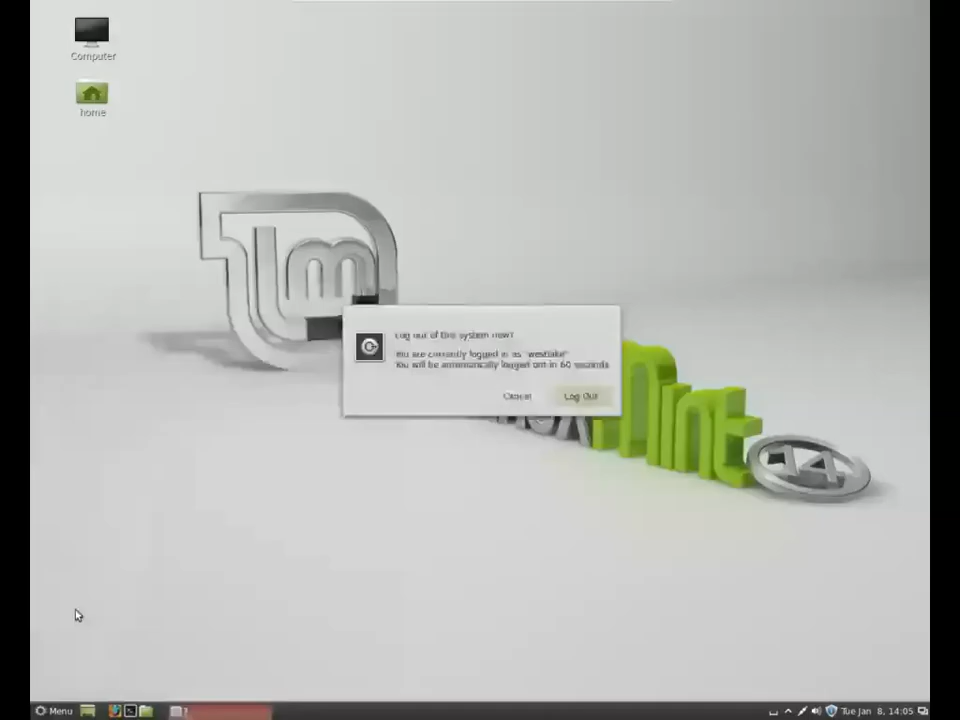 Computer
home
lm
Log out of this system now?
You are currently logged in as "westlake"
You will be automatically logged out in 60 seconds
Cancel
Log Out
Mint
14
Menu
Tue Jan 8, 14:05